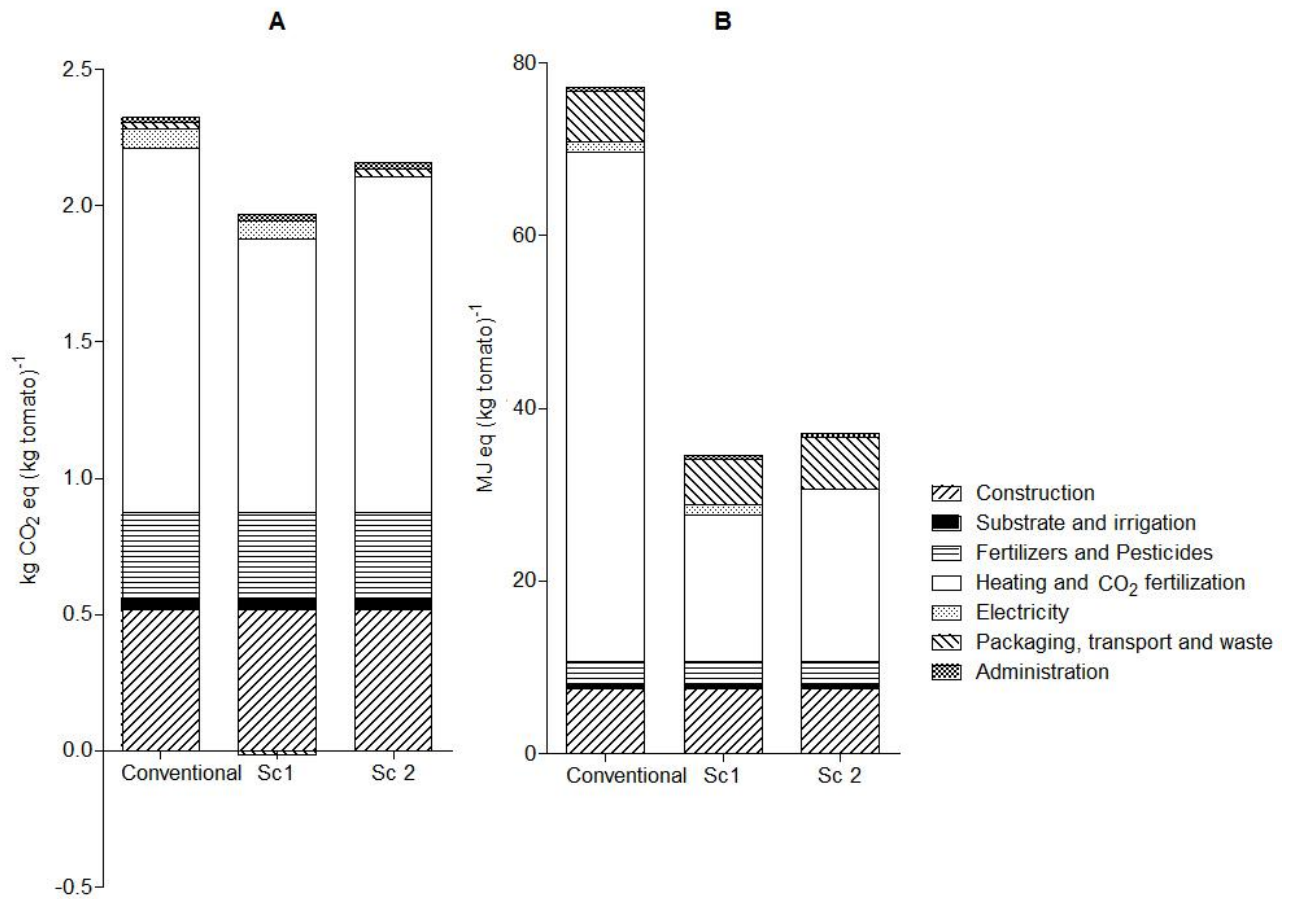 A
kg CO2 eq (kg tomato)-1
2.5
2.0
1.5
1.0
0.5
0.0
-0.5
Conventional Sc1 Sc 2
B
MJ eq (kg tomato)-1
80
60
40
20
0
Conventional Sc1 Sc 2
Construction
Substrate and irrigation
Fertilizers and Pesticides
Heating and CO2 fertilization
Electricity
Packaging, transport and waste
Administration